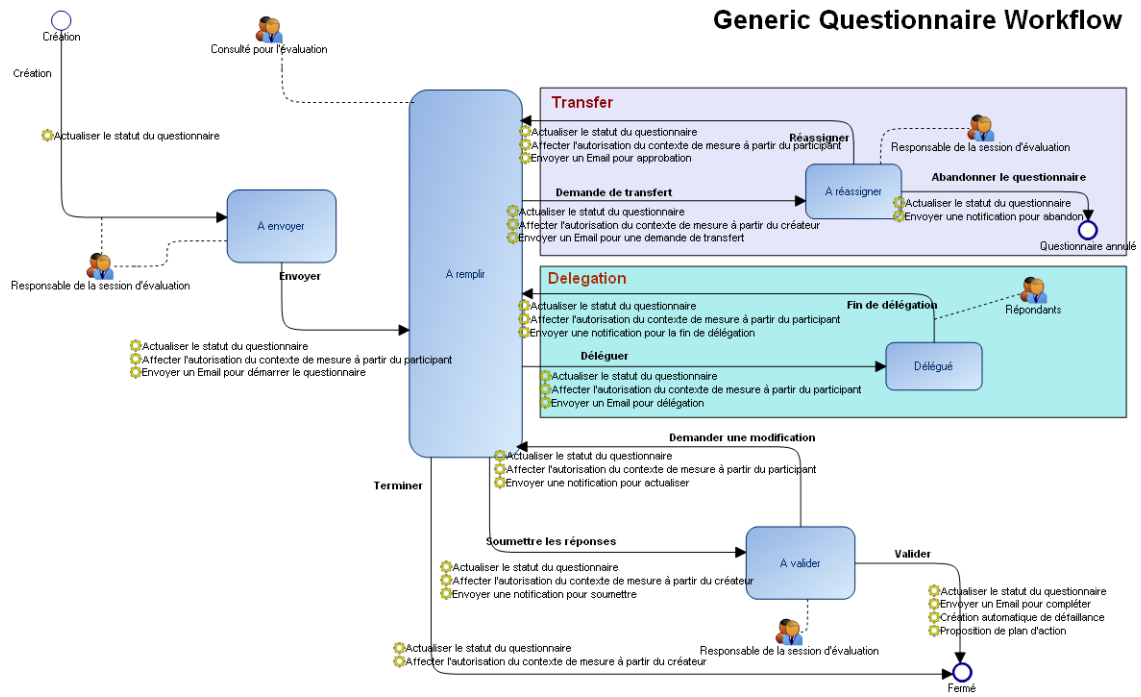 Generic Questionnaire Workflow
Création
Création
Actualiser le statut du questionnaire
Consulté pour l'évaluation
A envoyer
Responsable de la session d'évaluation
Envoyer
Actualiser le statut du questionnaire
Affecter l'autorisation du contexte de mesure à partir du participant
Envoyer un Email pour démarrer le questionnaire
A remplir
Transfer
Réassigner
Actualiser le statut du questionnaire
Affecter l'autorisation du contexte de mesure à partir du participant
Envoyer un Email pour approbation
Responsable de la session d'évaluation
A réassigner
Demande de transfert
Actualiser le statut du questionnaire
Affecter l'autorisation du contexte de mesure à partir du créateur
Envoyer un Email pour une demande de transfert
Abandonner le questionnaire
Actualiser le statut du questionnaire
Envoyer une notification pour abandon
Questionnaire annulé
Delegation
Fin de délégation
Actualiser le statut du questionnaire
Affecter l'autorisation du contexte de mesure à partir du participant
Envoyer une notification pour la fin de délégation
Répondants
Déléguer
Délégué
Actualiser le statut du questionnaire
Affecter l'autorisation du contexte de mesure à partir du participant
Envoyer un Email pour délégation
Demander une modification
Actualiser le statut du questionnaire
Affecter l'autorisation du contexte de mesure à partir du participant
Envoyer une notification pour actualiser
Terminer
Soumettre les réponses
Actualiser le statut du questionnaire
Affecter l'autorisation du contexte de mesure à partir du créateur
Envoyer une notification pour soumettre
A valider
Valider
Actualiser le statut du questionnaire
Envoyer un Email pour compléter
Création automatique de défaillance
Proposition de plan d'action
Responsable de la session d'évaluation
Actualiser le statut du questionnaire
Affecter l'autorisation du contexte de mesure à partir du créateur
Fermé